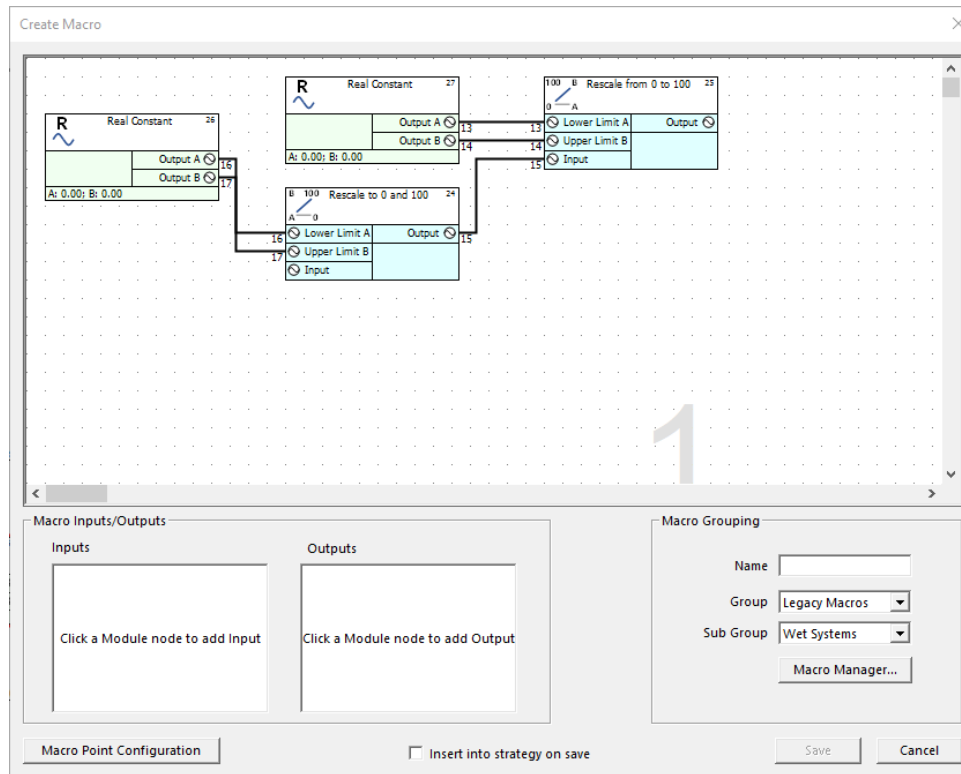 Create Macro
R Real Constant 27
Output A 13
Output B 14
A: 0.00; B: 0.00
100 B Rescale from 0 to 100 25
0 A
13 Lower Limit A Output
14 Upper Limit B
15 Input
R Real Constant 26
Output A 16
Output B 17
A: 0.00; B: 0.00
B 100 Rescale to 0 and 100 24
A 0
16 Lower Limit A Output 15
17 Upper Limit B
Input
1
Macro Inputs/Outputs
Inputs
Outputs
Click a Module node to add Input
Click a Module node to add Output
Macro Grouping
Name
Group Legacy Macros
Sub Group Wet Systems
Macro Manager...
Macro Point Configuration
Insert into strategy on save
Save
Cancel